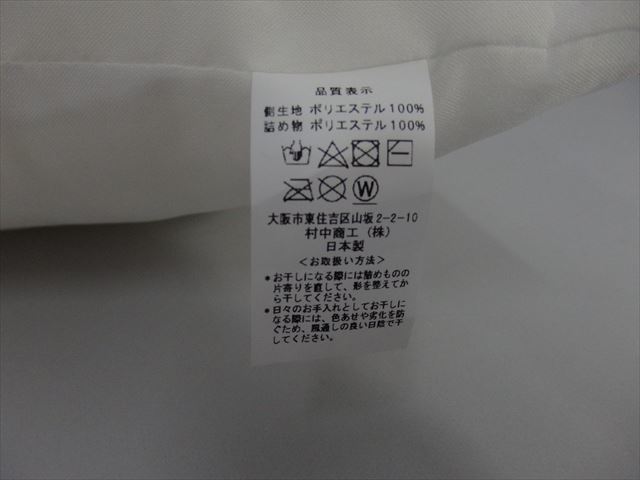 品質表示
側生地 ポリエステル100%
詰め物 ポリエステル100%
W
大阪市東住吉区山坂2-2-10
村中商工(株)
日本製
<お取扱い方法>
*お干しになる際には詰めものの
片寄りを直して、形を整えてか
ら干してください。
*日々のお手入れとしてお干しに
なる際には、色あせや劣化を防
ぐため、風通しの良い日陰で干
してください。